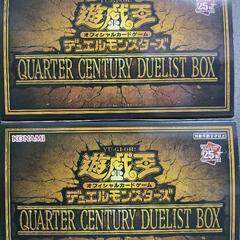 遊戯王
オフィシャルカードゲーム
デュエルモンスターズ
QUARTER CENTURY DUELIST BOX
KONAMI
YU-GI-OH!
遊戯王
25th
オフィシャルカードゲーム
デュエルモンスターズ
QUARTER CENTURY DUELIST BOX